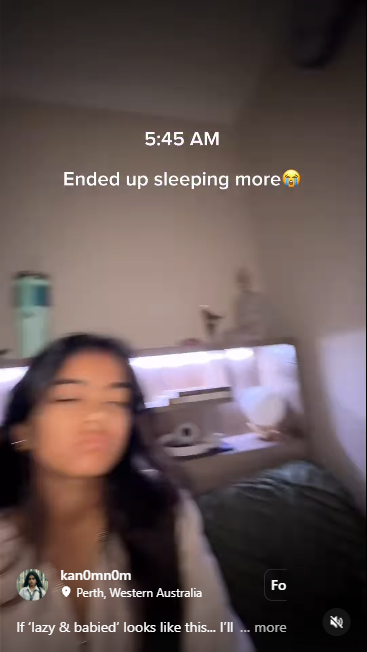 5:45 AM
Ended up sleeping more😭
kan0mn0m
Perth, Western Australia
Fo
If 'lazy & babied' looks like this... I'll ... more